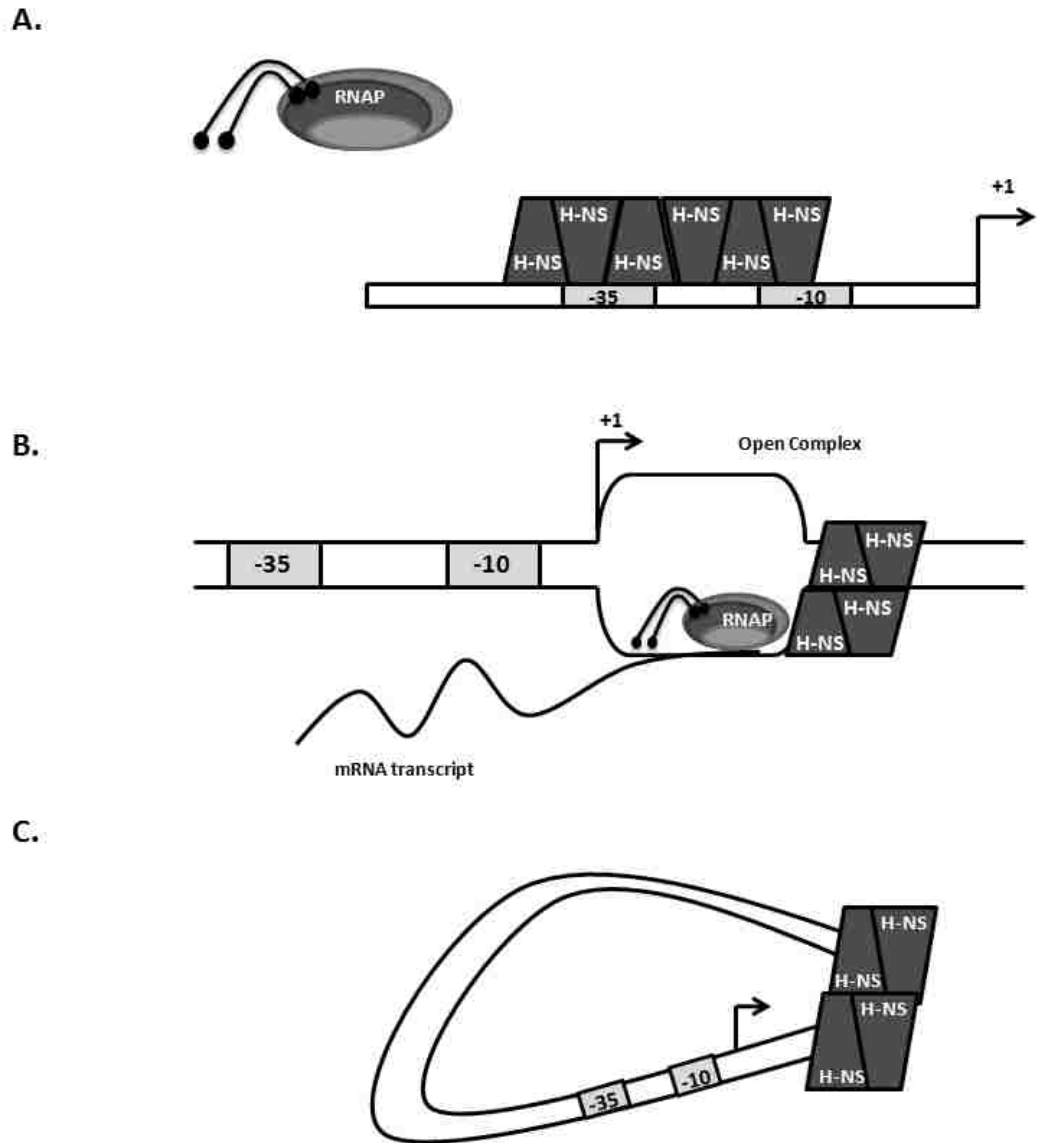 A.
RNAP
+1
H-NS H-NS H-NS
H-NS H-NS H-NS
-35 -10
B.
+1
Open Complex
-35 -10
H-NS
H-NS
RNAP
H-NS
H-NS
mRNA transcript
C.
H-NS
H-NS
H-NS
H-NS
-35 -10